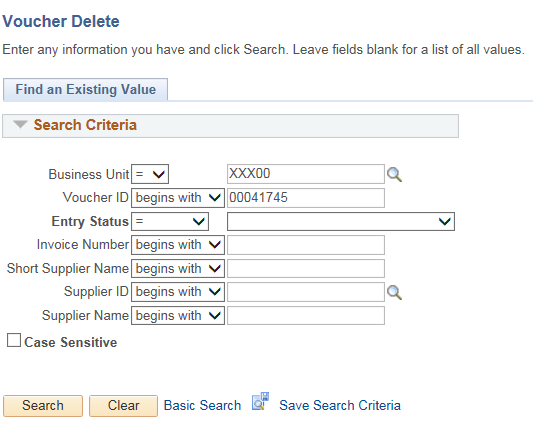 Voucher Delete
Enter any information you have and click Search. Leave fields blank for a list of all values.
Find an Existing Value
Search Criteria
Business Unit = XXX00
Voucher ID begins with 00041745
Entry Status =
Invoice Number begins with
Short Supplier Name begins with
Supplier ID begins with
Supplier Name begins with
Case Sensitive
Search Clear Basic Search Save Search Criteria